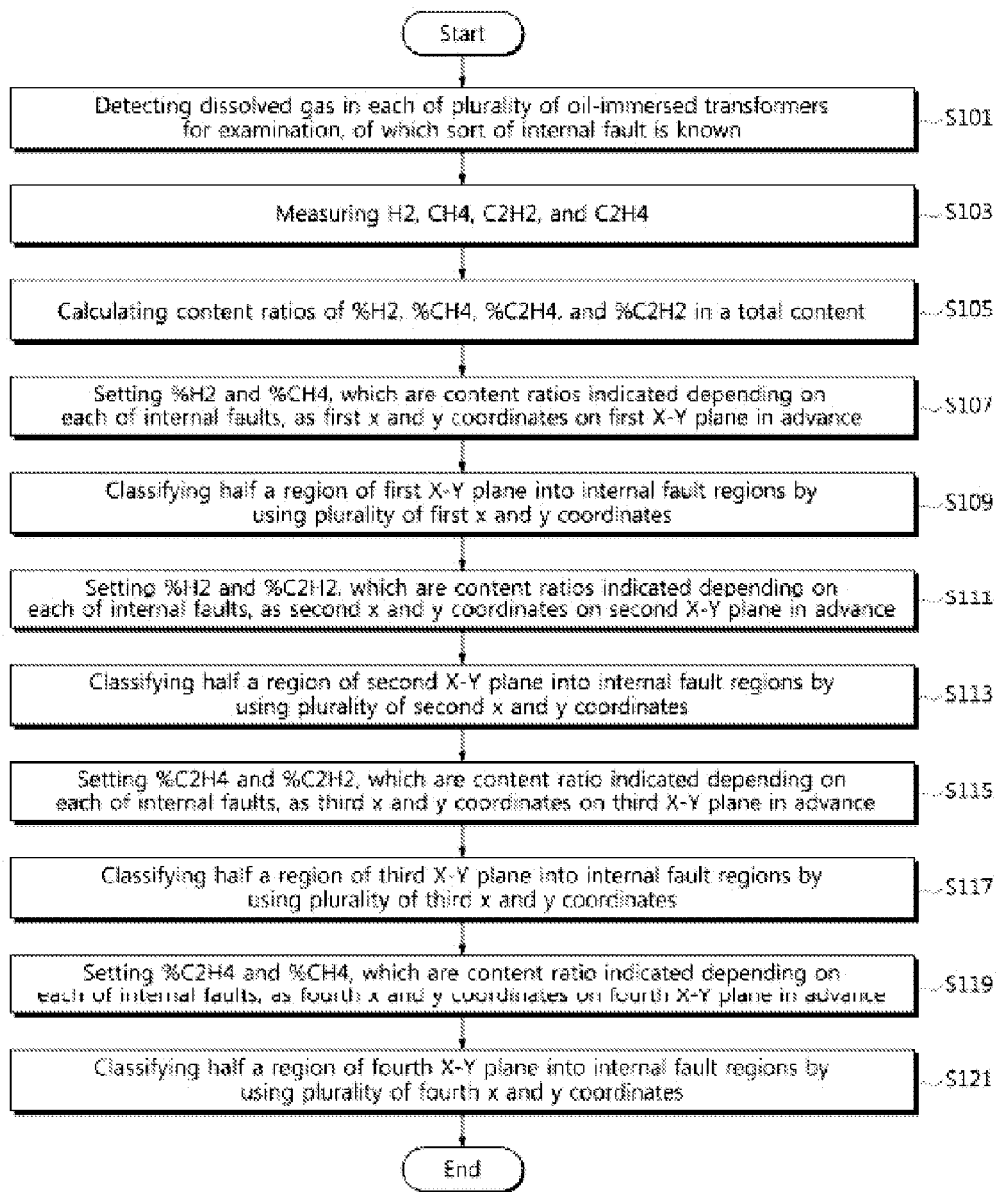 Start
Detecting dissolved gas in each of plurality of oil-immersed transformers
for examination, of which sort of internal fault is known
S101
Measuring H2, CH4, C2H2, and C2H4
S103
Calculating content ratios of %H2, %CH4, %C2H4, and %C2H2 in a total content
S105
Setting %H2 and %CH4, which are content ratios indicated depending on
each of internal faults, as first x and y coordinates on first X-Y plane in advance
S107
Classifying half a region of first X-Y plane into internal fault regions by
using plurality of first x and y coordinates
S109
Setting %H2 and %C2H2, which are content ratios indicated depending on
each of internal faults, as second x and y coordinates on second X-Y plane in advance
S111
Classifying half a region of second X-Y plane into internal fault regions by
using plurality of second x and y coordinates
S113
Setting %C2H4 and %C2H2, which are content ratio indicated depending on
each of internal faults, as third x and y coordinates on third X-Y plane in advance
S115
Classifying half a region of third X-Y plane into internal fault regions by
using plurality of third x and y coordinates
S117
Setting %C2H4 and %CH4, which are content ratio indicated depending on
each of internal faults, as fourth x and y coordinates on fourth X-Y plane in advance
S119
Classifying half a region of fourth X-Y plane into internal fault regions by
using plurality of fourth x and y coordinates
S121
End